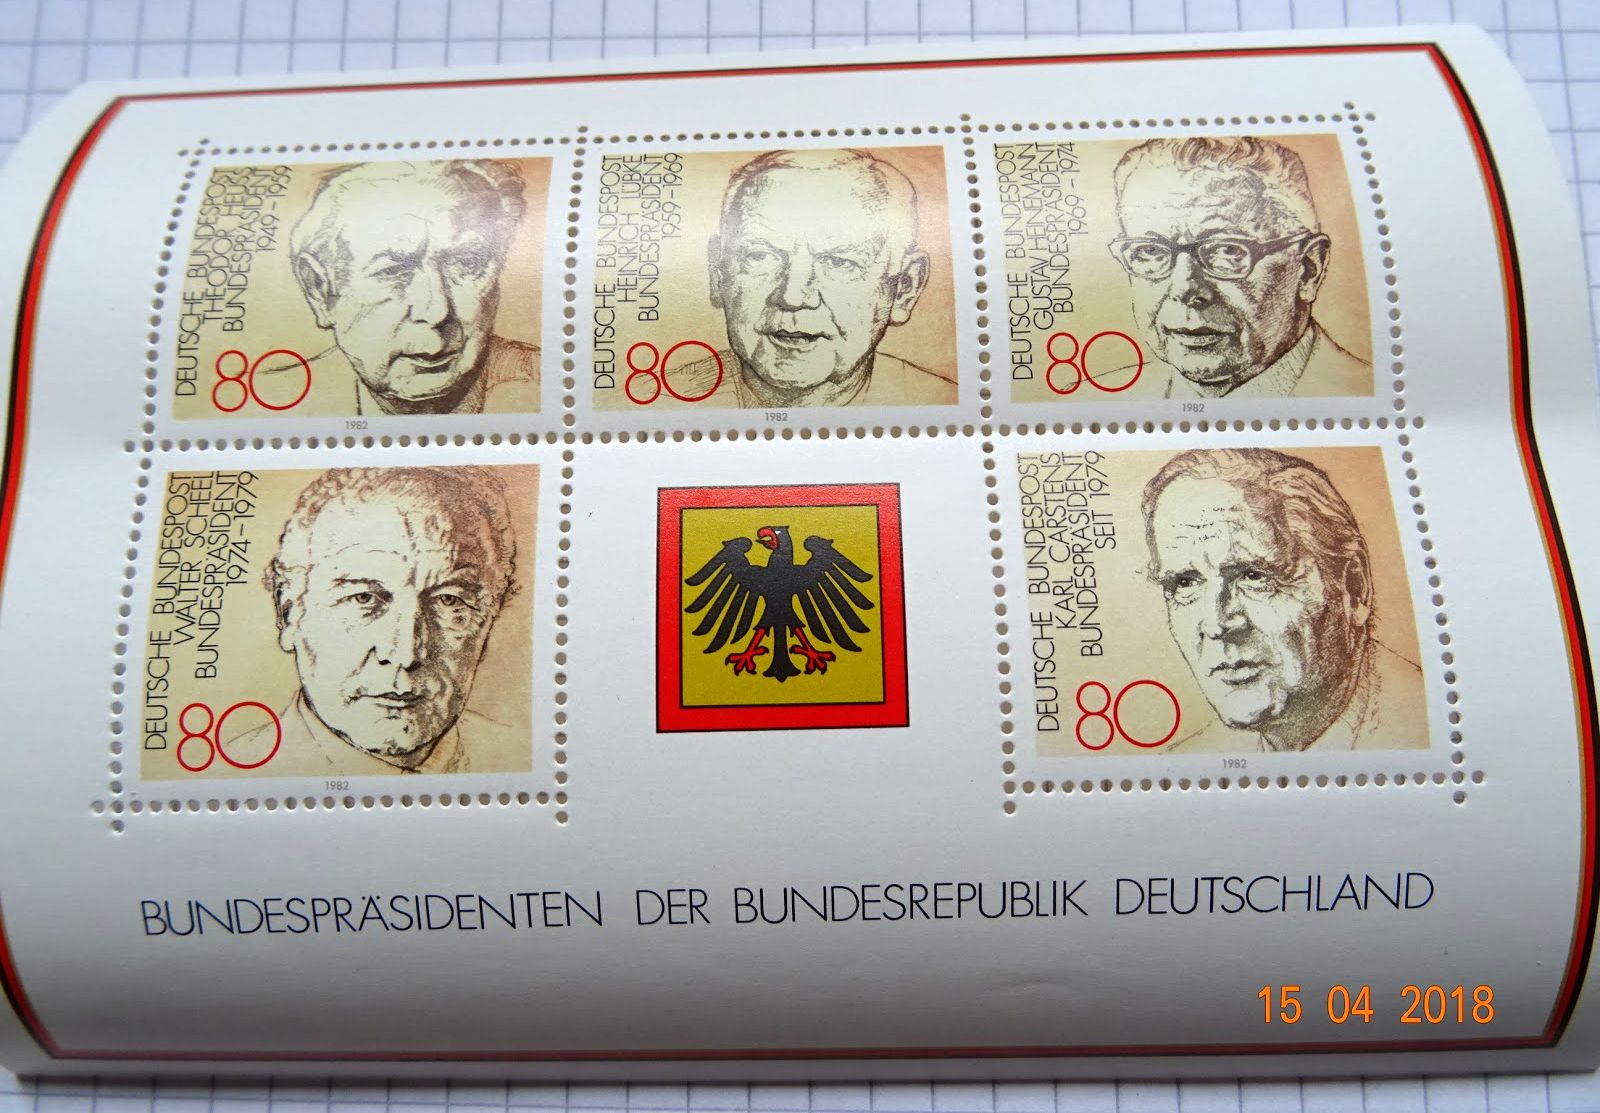 DEUTSCHE BUNDESPOST
THEODOR HEUSS
BUNDESPRÄSIDENT
1949-1959
80
1982
DEUTSCHE BUNDESPOST
HEINRICH LÜBKE
BUNDESPRÄSIDENT
1959-1969
80
1982
DEUTSCHE BUNDESPOST
GUSTAV HEINEMANN
BUNDESPRÄSIDENT
1969-1974
80
1982
DEUTSCHE BUNDESPOST
WALTER SCHEEL
BUNDESPRÄSIDENT
1974-1979
80
1982
DEUTSCHE BUNDESPOST
KARL CARSTENS
BUNDESPRÄSIDENT
SEIT 1979
80
1982
BUNDESPRÄSIDENTEN DER BUNDESREPUBLIK DEUTSCHLAND
15 04 2018